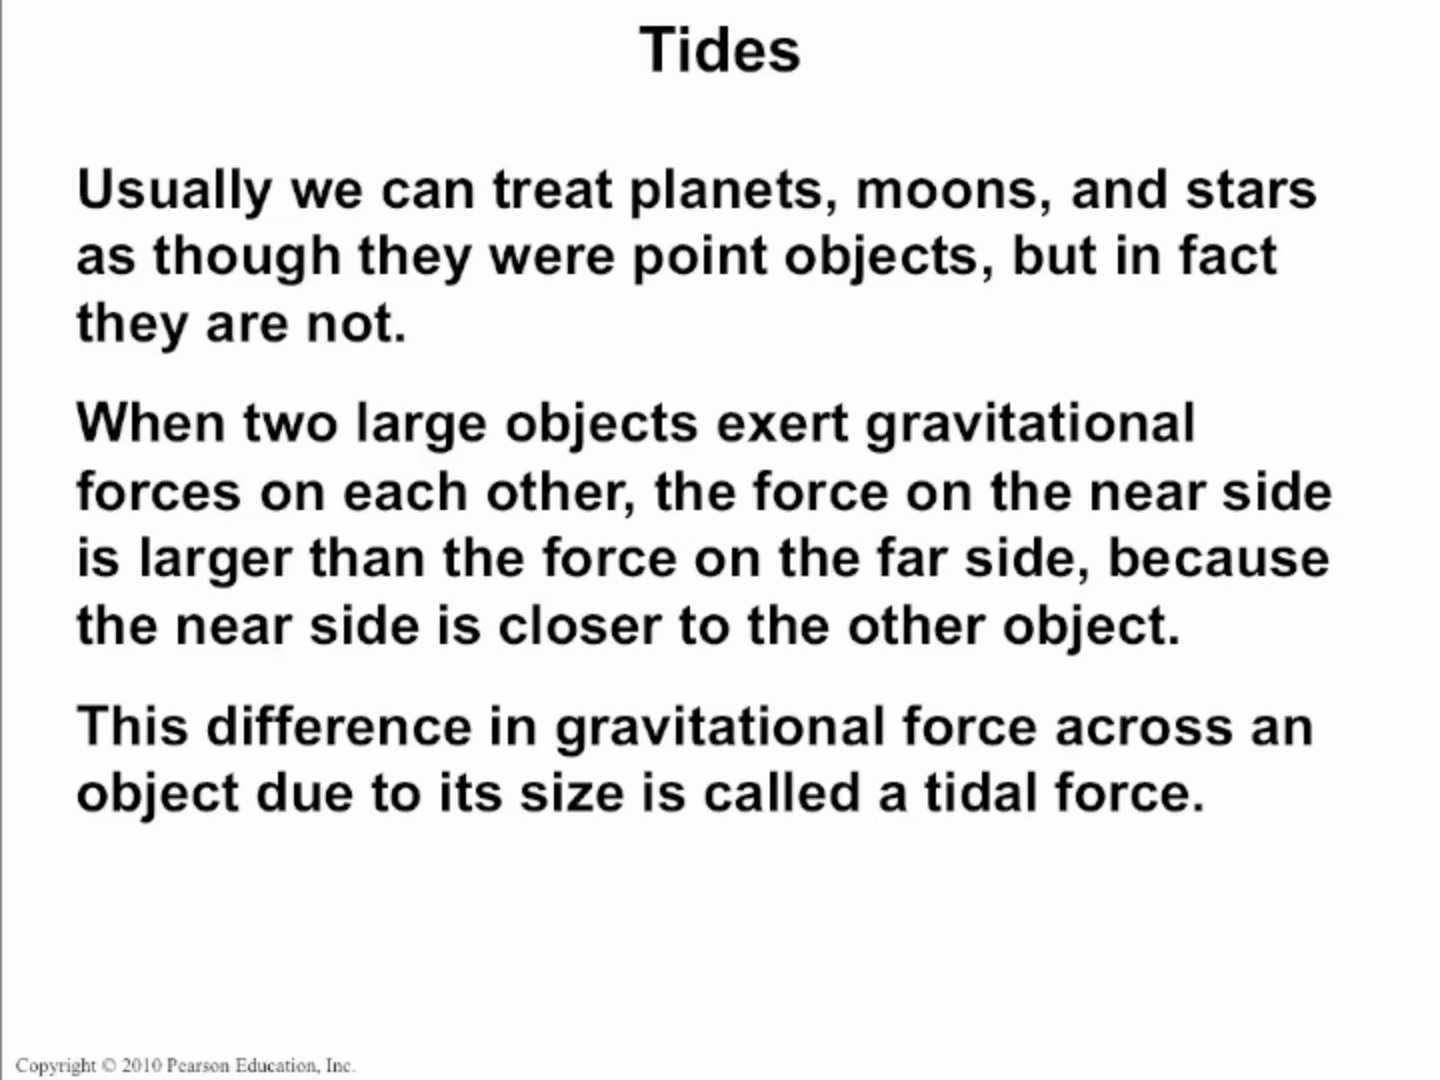 Tides
Usually we can treat planets, moons, and stars
as though they were point objects, but in fact
they are not.
When two large objects exert gravitational
forces on each other, the force on the near side
is larger than the force on the far side, because
the near side is closer to the other object.
This difference in gravitational force across an
object due to its size is called a tidal force.
Copyright © 2010 Pearson Education, Inc.